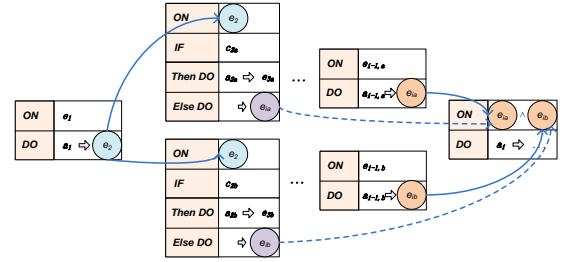 ON e2
IF c2a
Then DO a2a ⇨ e3a
Else DO ⇨ eia
...
ON ei-1,a
DO ai-1,a ⇨ eia
ON e1
DO a1 ⇨ e2
ON eia ∧ eib
DO ai ⇨ ...
ON e2
IF c2b
Then DO a2b ⇨ e3b
Else DO ⇨ eib
...
ON ei-1,b
DO ai-1,b ⇨ eib